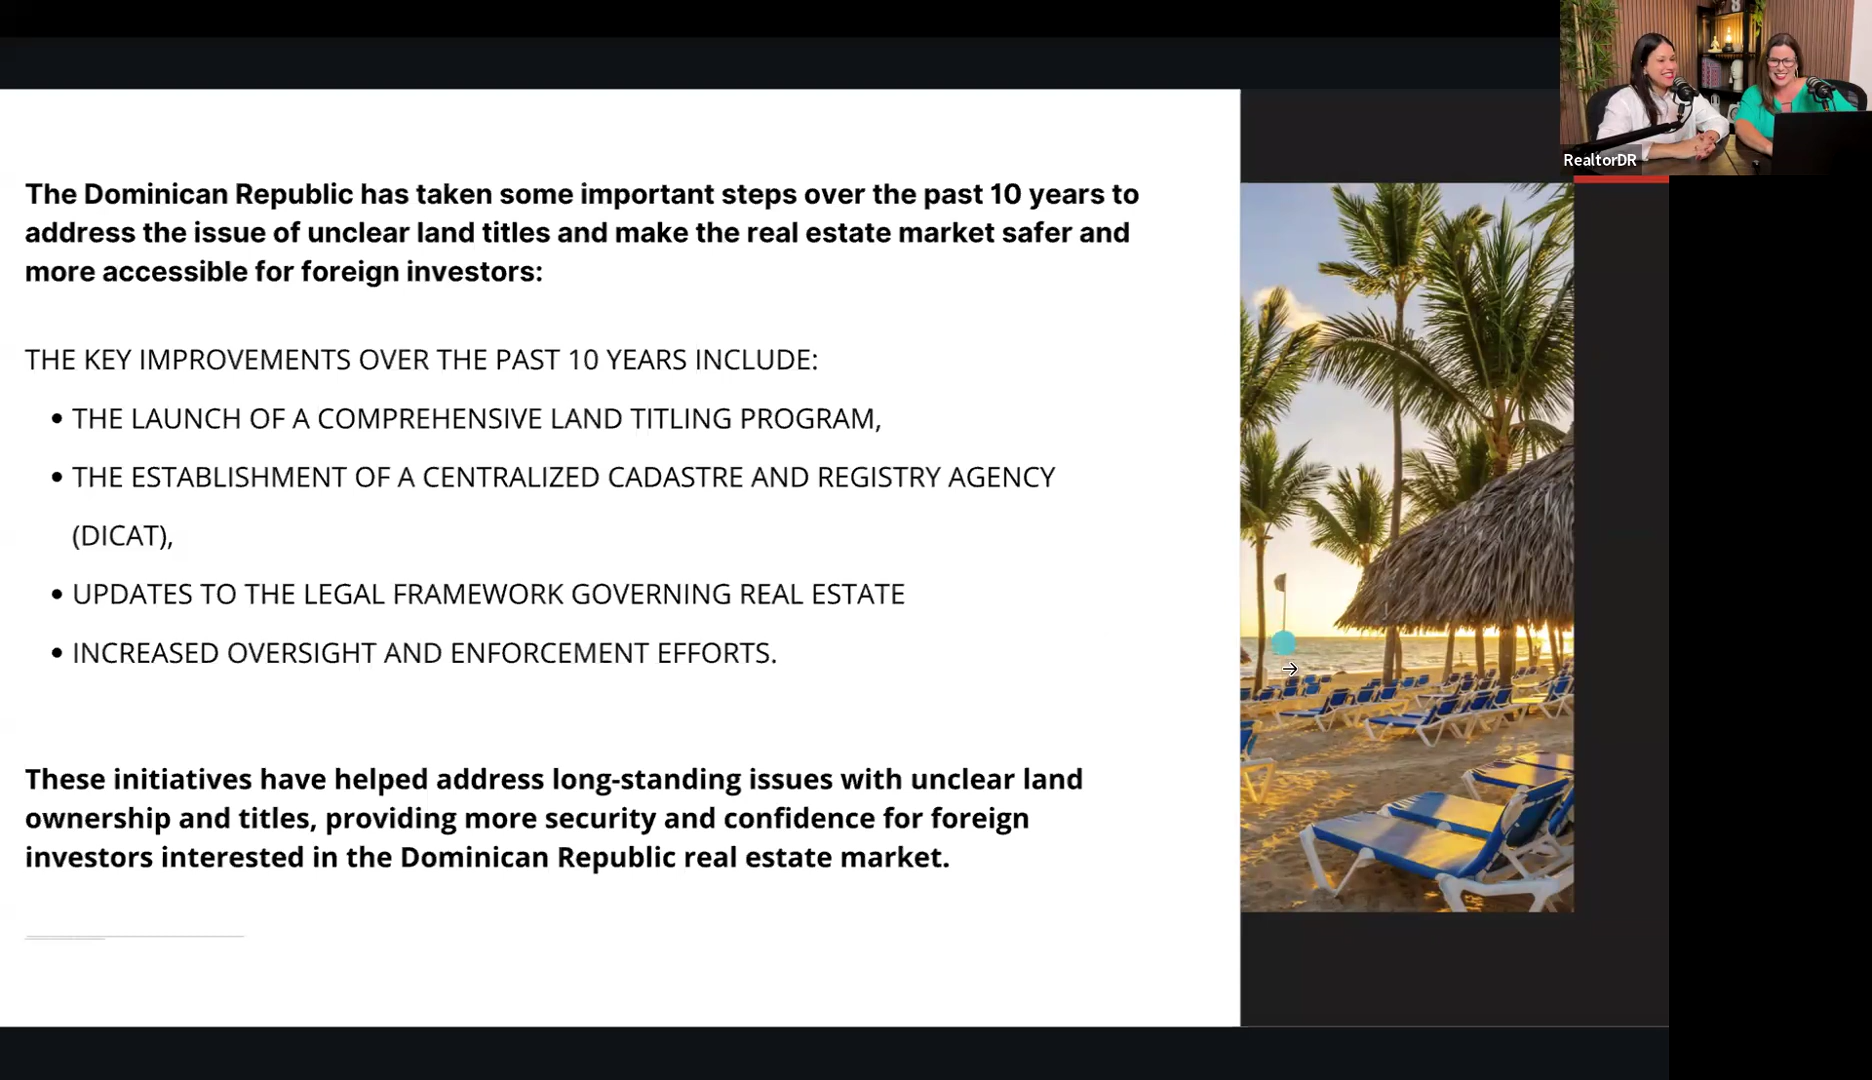 The Dominican Republic has taken some important steps over the past 10 years to
address the issue of unclear land titles and make the real estate market safer and
more accessible for foreign investors:
THE KEY IMPROVEMENTS OVER THE PAST 10 YEARS INCLUDE:
• THE LAUNCH OF A COMPREHENSIVE LAND TITLING PROGRAM,
• THE ESTABLISHMENT OF A CENTRALIZED CADASTRE AND REGISTRY AGENCY
(DICAT),
• UPDATES TO THE LEGAL FRAMEWORK GOVERNING REAL ESTATE
• INCREASED OVERSIGHT AND ENFORCEMENT EFFORTS.
These initiatives have helped address long-standing issues with unclear land
ownership and titles, providing more security and confidence for foreign
investors interested in the Dominican Republic real estate market.
RealtorDR